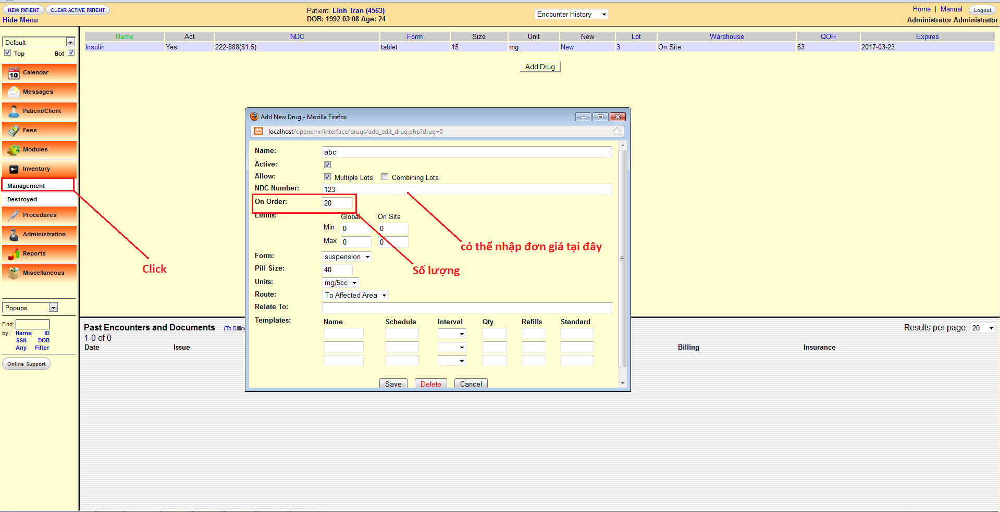 NEW PATIENT CLEAR ACTIVE PATIENT
Hide Menu
Patient: Linh Tran (4563)
DOB: 1992-03-08 Age: 24
Encounter History
Home | Manual Logout
Administrator Administrator
Default
Top Bot
Calendar
Messages
Patient/Client
Fees
Modules
Inventory
Management
Destroyed
Procedures
Administration
Reports
Miscellaneous
Popups
Find:
by: Name ID
SSN DOB
Any Filter
Online Support
Name Act NDC Form Size Unit New Lot Warehouse QOH Expires
Insulin Yes 222-888($1.5) tablet 15 mg New 3 On Site 63 2017-03-23
Add Drug
Add New Drug - Mozilla Firefox
localhost/openemr/interface/drugs/add_edit_drug.php?drug=0
Name: abc
Active:
Allow: Multiple Lots Combining Lots
NDC Number: 123
On Order: 20
Limits: Global On Site
Min 0 0
Max 0 0
Form: suspension
Pill Size: 40
Units: mg/5cc
Route: To Affected Area
Relate To:
Templates: Name Schedule Interval Qty Refills Standard
Save Delete Cancel
Click
có thể nhập đơn giá tại đây
Số lượng
Past Encounters and Documents (To Billin
Results per page: 20
1-0 of 0
Date Issue Billing Insurance